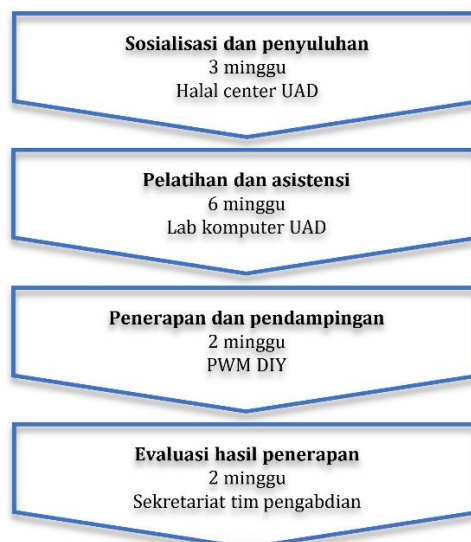 Sosialisasi dan penyuluhan
3 minggu
Halal center UAD
Pelatihan dan asistensi
6 minggu
Lab komputer UAD
Penerapan dan pendampingan
2 minggu
PWM DIY
Evaluasi hasil penerapan
2 minggu
Sekretariat tim pengabdian